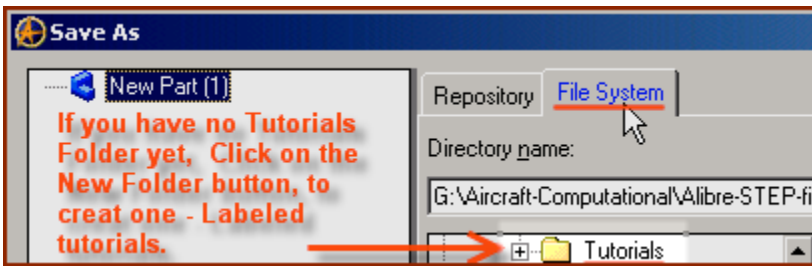 Save As
New Part (1)
If you have no Tutorials
Folder yet, Click on the
New Folder button, to
creat one - Labeled
tutorials.
Repository
File System
Directory name:
G:\Aircraft-Computational\Alibre-STEP-fi
Tutorials